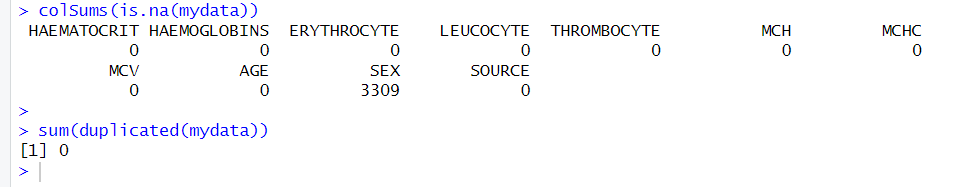 > colSums(is.na(mydata))
HAEMATOCRIT HAEMOGLOBINS ERYTHROCYTE LEUCOCYTE THROMBOCYTE MCH MCHC
0 0 0 0 0 0 0
MCV AGE SEX SOURCE
0 0 3309 0
>
> sum(duplicated(mydata))
[1] 0
>